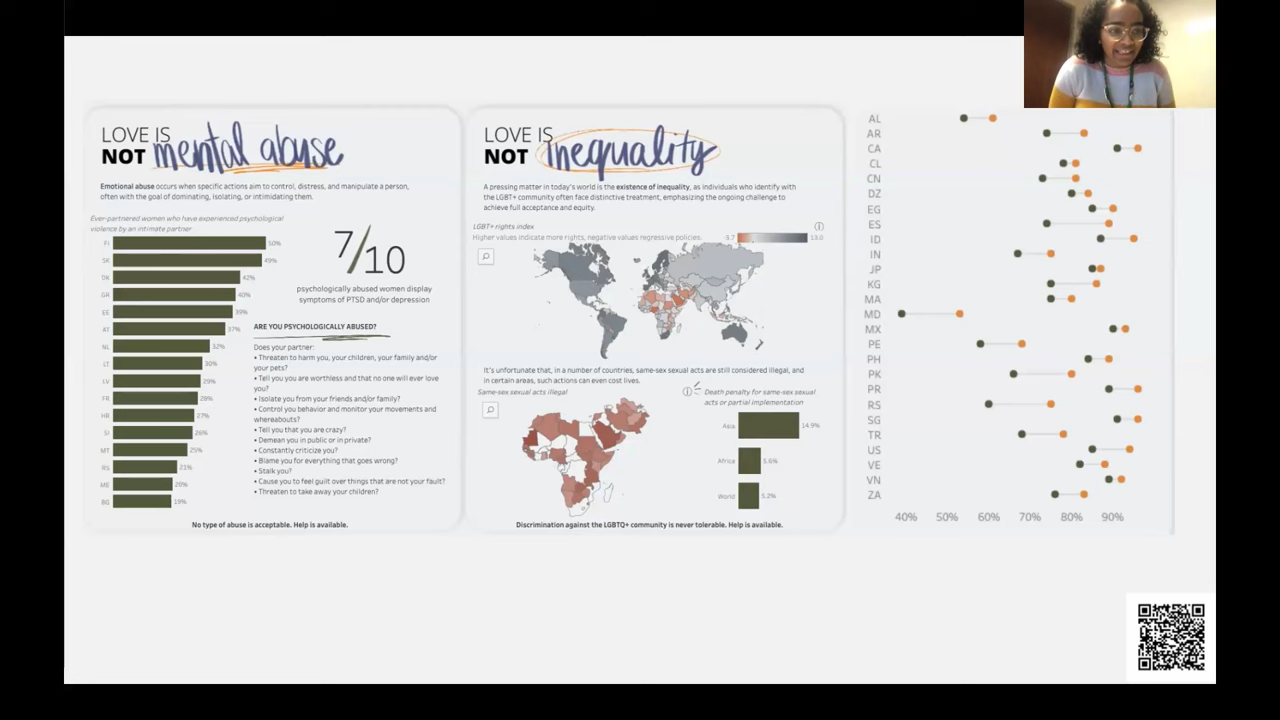 LOVE IS
NOT mental abuse
Emotional abuse occurs when specific actions aim to control, distress, and manipulate a person,
often with the goal of dominating, isolating, or intimidating them.
Ever-partnered women who have experienced psychological
violence by an intimate partner
FI 50%
SK 49%
DK 42%
GR 40%
EE 39%
AT 37%
NL 32%
LT 30%
LV 29%
FR 28%
HR 27%
SI 26%
MT 25%
RS 21%
ME 20%
BG 19%
7/10
psychologically abused women display
symptoms of PTSD and/or depression
ARE YOU PSYCHOLOGICALLY ABUSED?
Does your partner:
• Threaten to harm you, your children, your family and/or
your pets?
• Tell you you are worthless and that no one will ever love
you?
• Isolate you from your friends and/or family?
• Control you behavior and monitor your movements and
whereabouts?
• Tell you that you are crazy?
• Demean you in public or in private?
• Constantly criticize you?
• Blame you for everything that goes wrong?
• Stalk you?
• Cause you to feel guilt over things that are not your fault?
• Threaten to take away your children?
No type of abuse is acceptable. Help is available.
LOVE IS
NOT inequality
A pressing matter in today's world is the existence of inequality, as individuals who identify with
the LGBT+ community often face distinctive treatment, emphasizing the ongoing challenge to
achieve full acceptance and equity.
LGBT+ rights index
Higher values indicate more rights, negative values regressive policies.
13.0
It's unfortunate that, in a number of countries, same-sex sexual acts are still considered illegal, and
in certain areas, such actions can even cost lives.
Same-sex sexual acts illegal
Death penalty for same-sex sexual
acts or partial implementation
Asia 14.9%
Africa 5.6%
World 5.2%
Discrimination against the LGBTQ+ community is never tolerable. Help is available.
AL
AR
CA
CL
CN
DZ
EG
ES
ID
IN
JP
KG
MA
MD
MX
PE
PH
PK
PR
RS
SG
TR
US
VE
VN
ZA
40% 50% 60% 70% 80% 90%